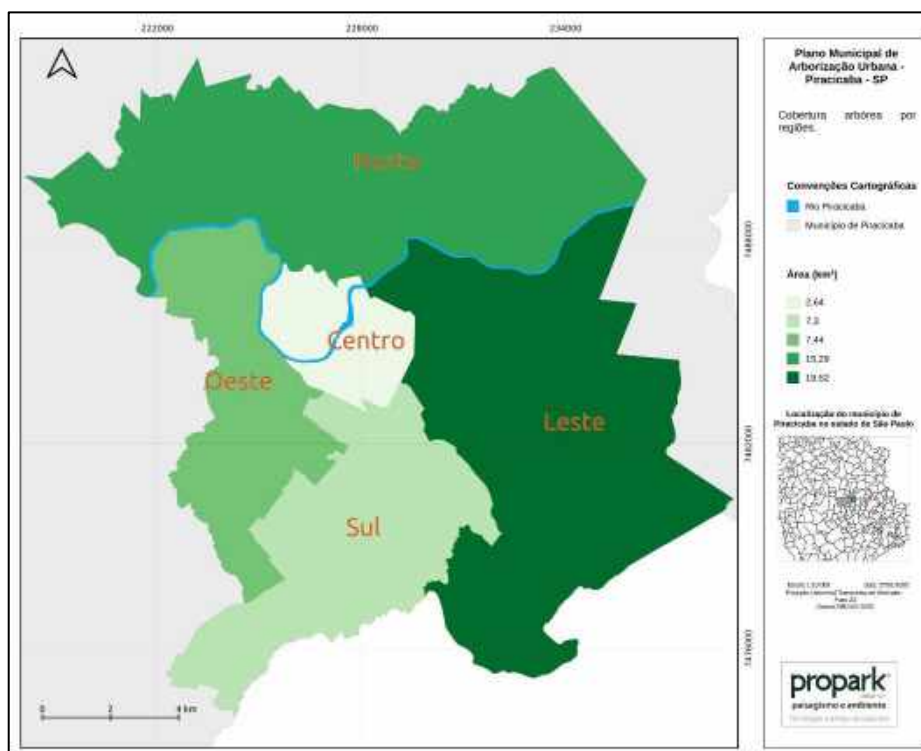 222000 228000 234000
Plano Municipal de
Arborização Urbana -
Piracicaba - SP
Cobertura arbórea por
regiões.
Convenções Cartográficas
Rio Piracicaba
Município de Piracicaba
Área (km²)
2,64
7,3
7,44
15,29
19,52
Norte
Centro
Oeste
Leste
Sul
7488000
7482000
7476000
0 2 4 km
Localização do município de
Piracicaba no estado de São Paulo
propark
paisagismo e ambiente